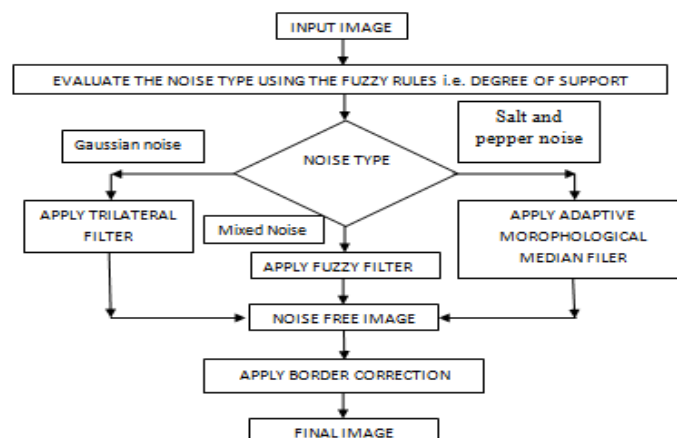 INPUT IMAGE
EVALUATE THE NOISE TYPE USING THE FUZZY RULES i.e. DEGREE OF SUPPORT
Gaussian noise
Salt and
pepper noise
NOISE TYPE
APPLY TRILATERAL
FILTER
Mixed Noise
APPLY ADAPTIVE
MOROPHOLOGICAL
MEDIAN FILER
APPLY FUZZY FILTER
NOISE FREE IMAGE
APPLY BORDER CORRECTION
FINAL IMAGE